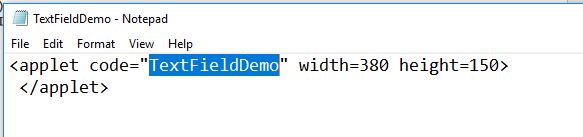 TextFieldDemo - Notepad
File Edit Format View Help
<applet code="TextFieldDemo" width=380 height=150>
</applet>